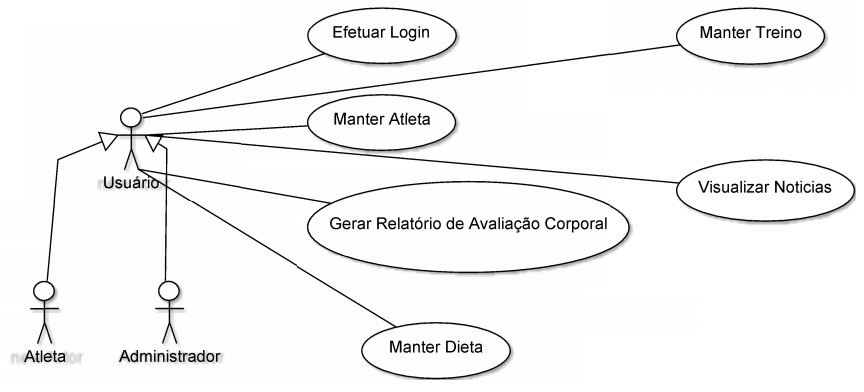 Efetuar Login
Manter Treino
Manter Atleta
Usuário
Visualizar Noticias
Gerar Relatório de Avaliação Corporal
Manter Dieta
Atleta
Administrador